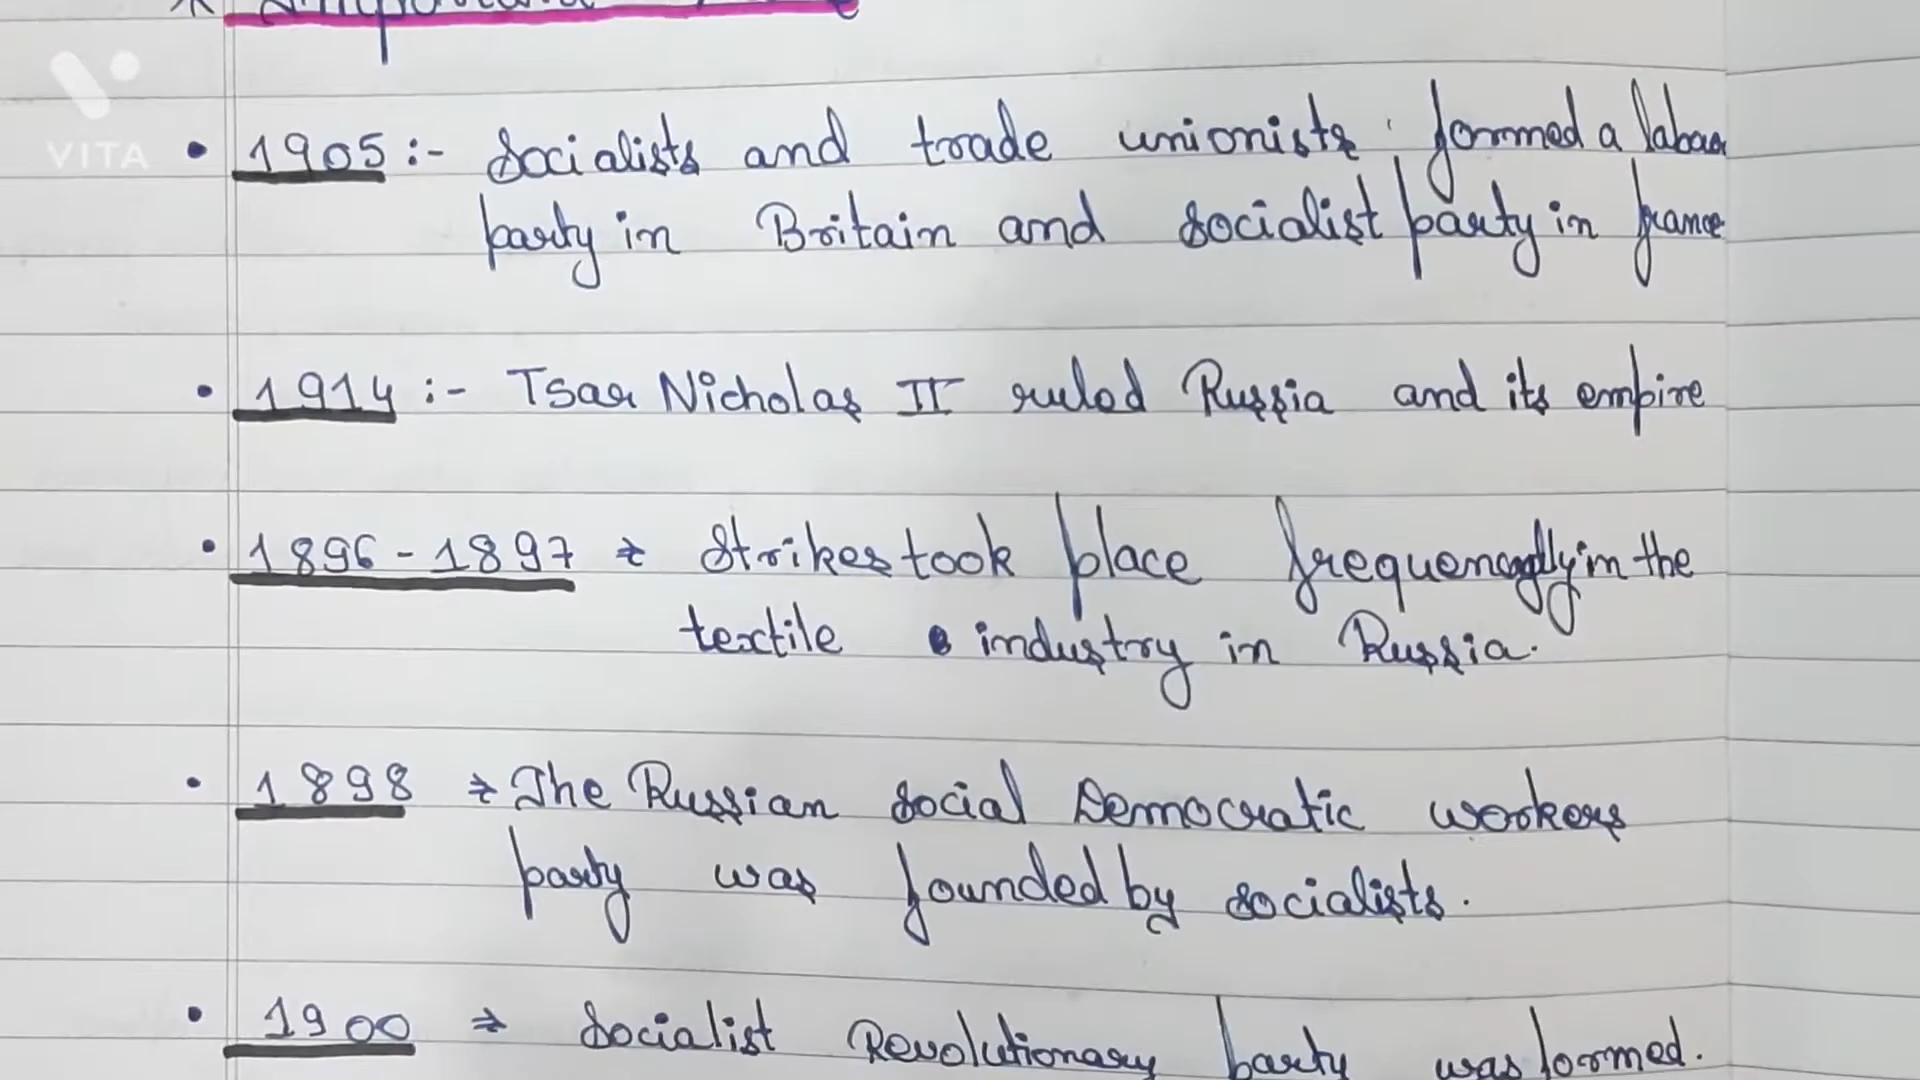 VITA
• 1905 :- Socialists and trade unionists formed a labour
party in Britain and socialist party in france
• 1914 :- Tsar Nicholas II ruled Russia and its empire
• 1896 - 1897 ⇒ Strikes took place frequencyly in the
textile industry in Russia.
• 1898 ⇒ The Russian social Democratic workers
party was founded by socialists.
• 1900 ⇒ Socialist Revolutionary party was formed.